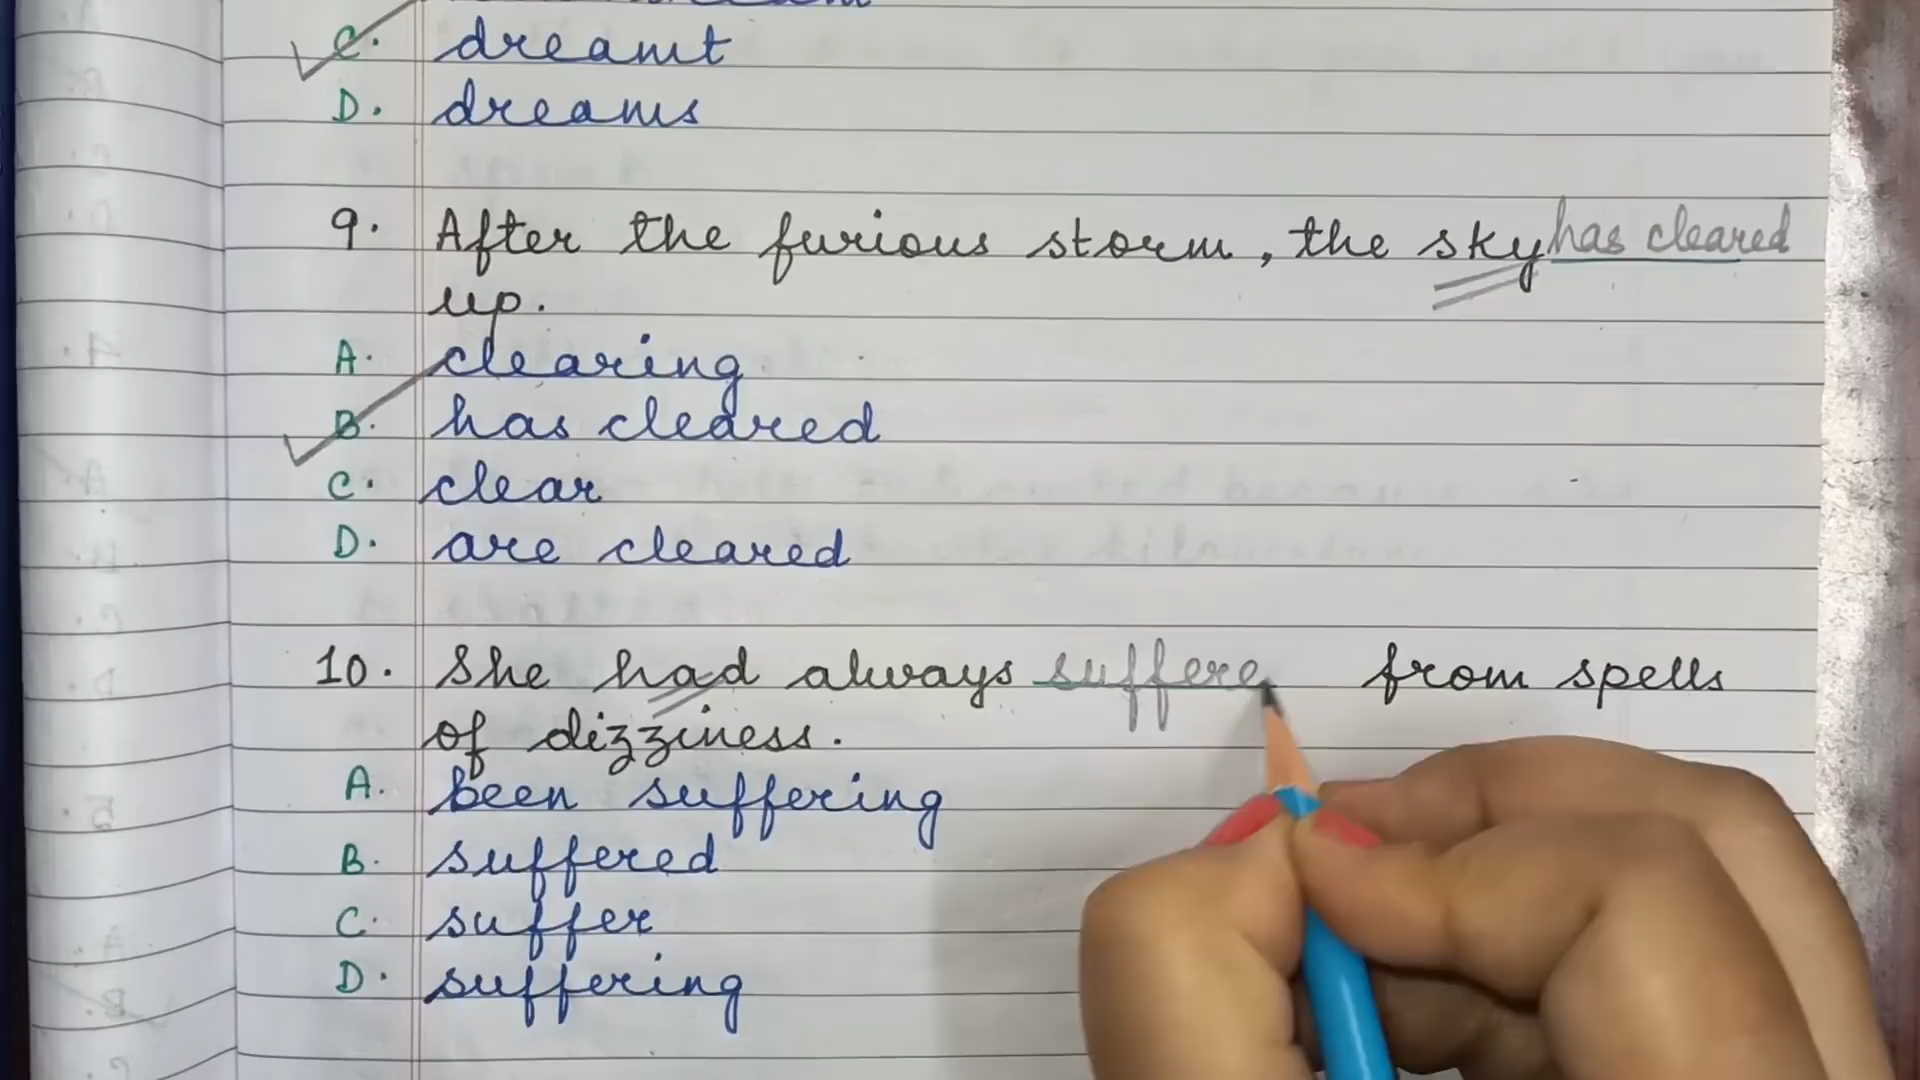 C. dreamt
D. dreams
9. After the furious storm, the sky has cleared
up.
A. clearing
B. has cleared
C. clear
D. are cleared
10. She had always suffere from spells
of dizziness.
A. been suffering
B. suffered
C. suffer
D. suffering